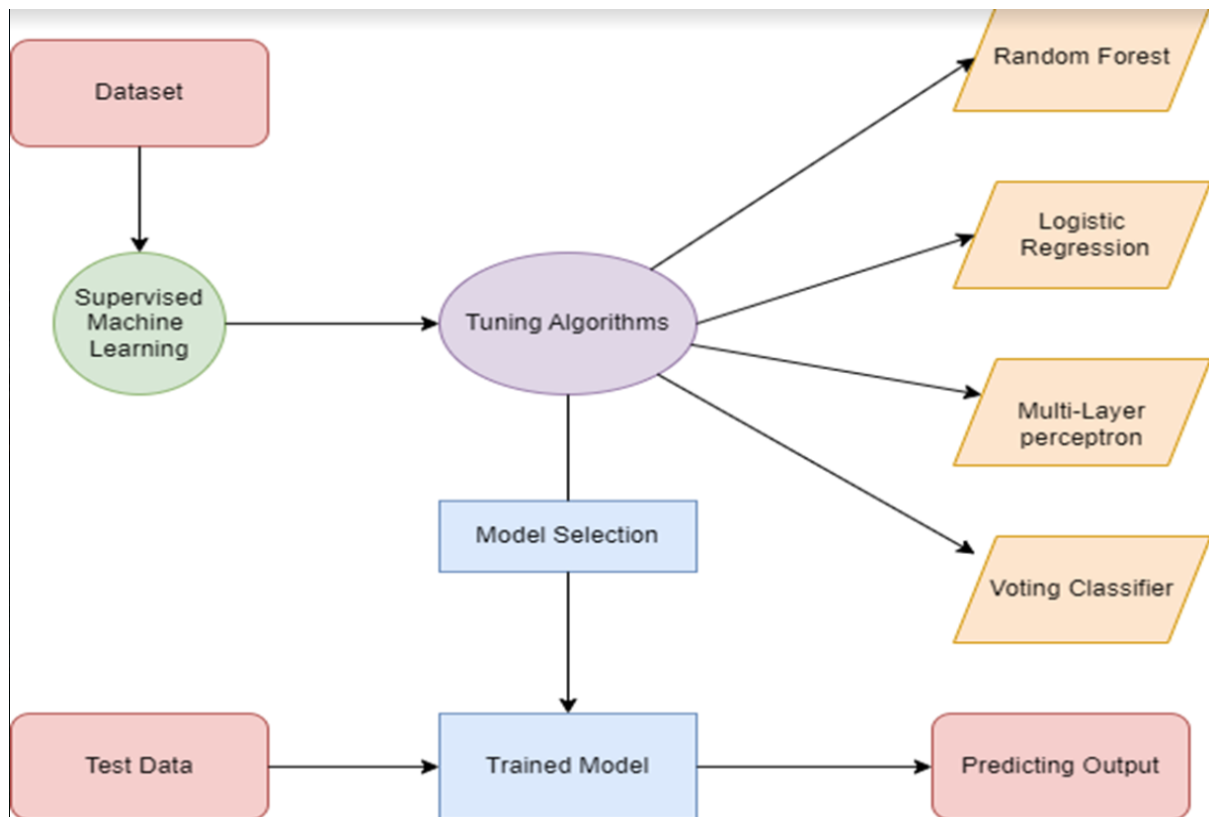 Dataset
Random Forest
Logistic
Regression
Supervised
Machine
Learning
Tuning Algorithms
Multi-Layer
perceptron
Model Selection
Voting Classifier
Test Data
Trained Model
Predicting Output